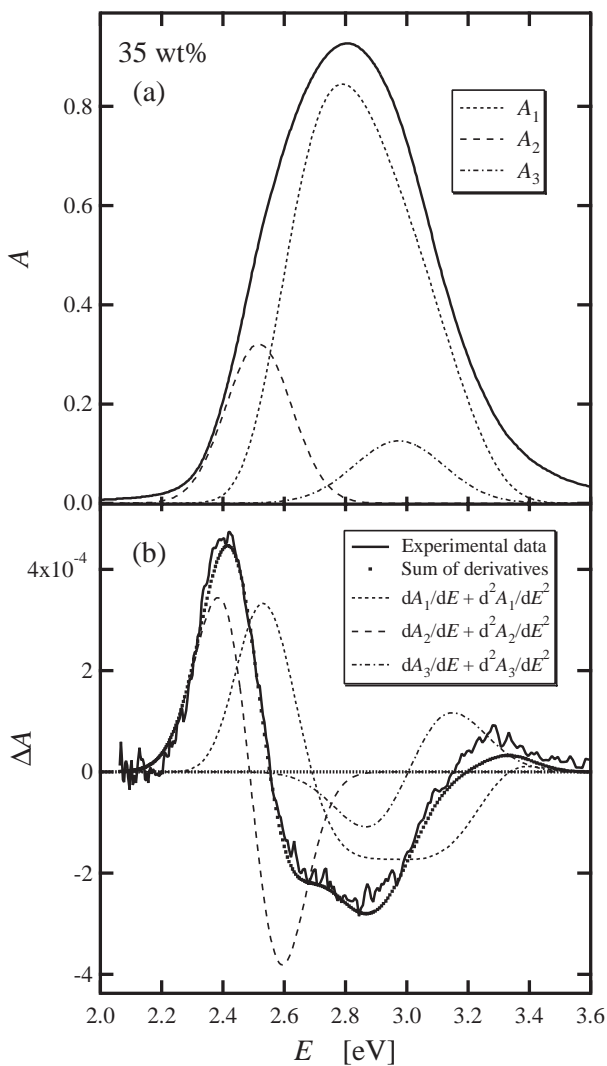 35 wt%
(a)
A₁
A₂
A₃
A
0.8
0.6
0.4
0.2
0.0
(b)
Experimental data
Sum of derivatives
dA₁/dE + d²A₁/dE²
dA₂/dE + d²A₂/dE²
dA₃/dE + d²A₃/dE²
ΔA
4x10⁻⁴
2
0
-2
-4
2.0 2.2 2.4 2.6 2.8 3.0 3.2 3.4 3.6
E [eV]